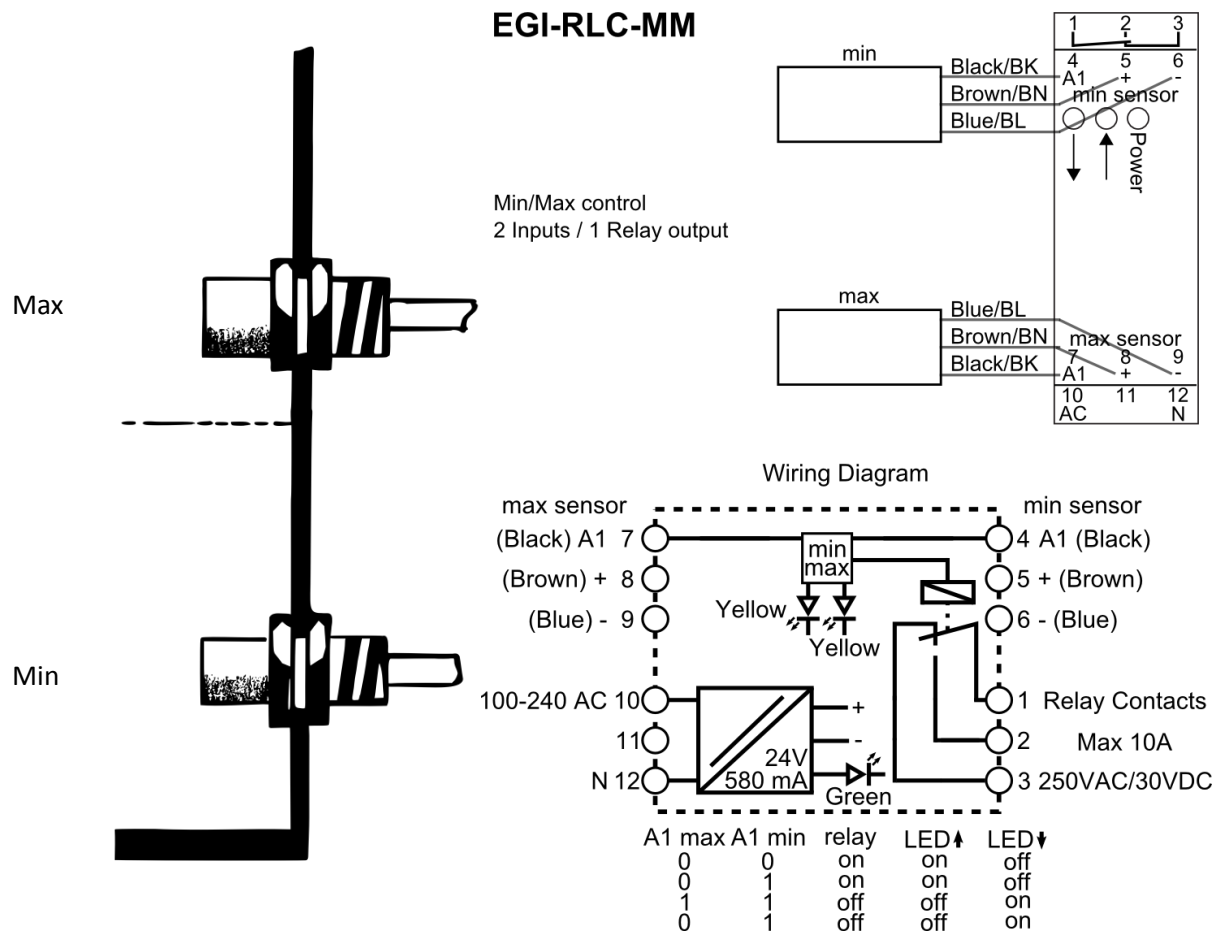 EGI-RLC-MM
Max
Min
Min/Max control
2 Inputs / 1 Relay output
min
Black/BK
Brown/BN
Blue/BL
1 2 3
4 5 6
A1 + -
min sensor
Power
max
Blue/BL
Brown/BN
Black/BK
max sensor
7 8 9
A1 + -
10 11 12
AC N
Wiring Diagram
max sensor
(Black) A1 7
(Brown) + 8
(Blue) - 9
100-240 AC 10
11
N 12
min
max
Yellow
Yellow
+
-
24V
580 mA
Green
min sensor
4 A1 (Black)
5 + (Brown)
6 - (Blue)
1 Relay Contacts
2 Max 10A
3 250VAC/30VDC
A1 max A1 min relay LED⬆ LED⬇
0 0 on on off
0 1 on on off
1 1 off off on
0 1 off off on